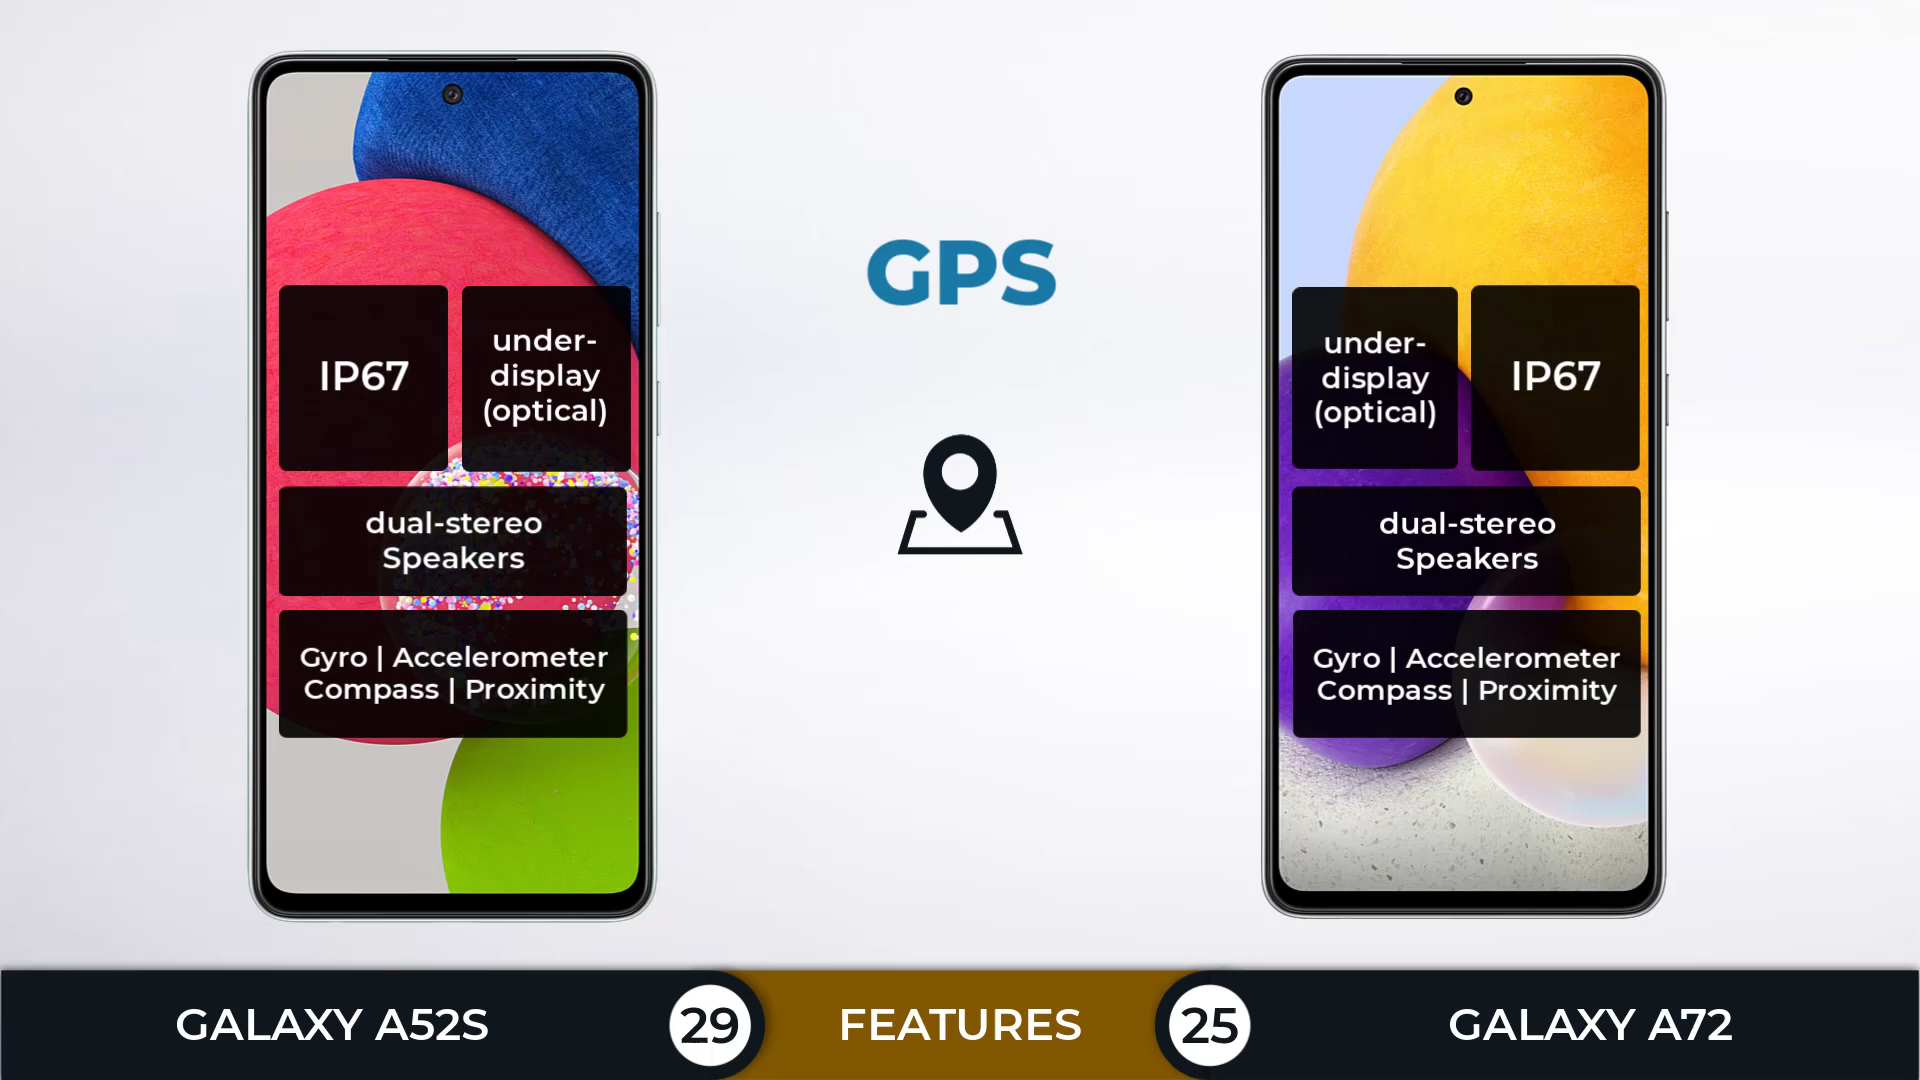 GPS
IP67
under-
display
(optical)
dual-stereo
Speakers
Gyro | Accelerometer
Compass | Proximity
under-
display
(optical)
IP67
dual-stereo
Speakers
Gyro | Accelerometer
Compass | Proximity
GALAXY A52S
29
FEATURES
25
GALAXY A72